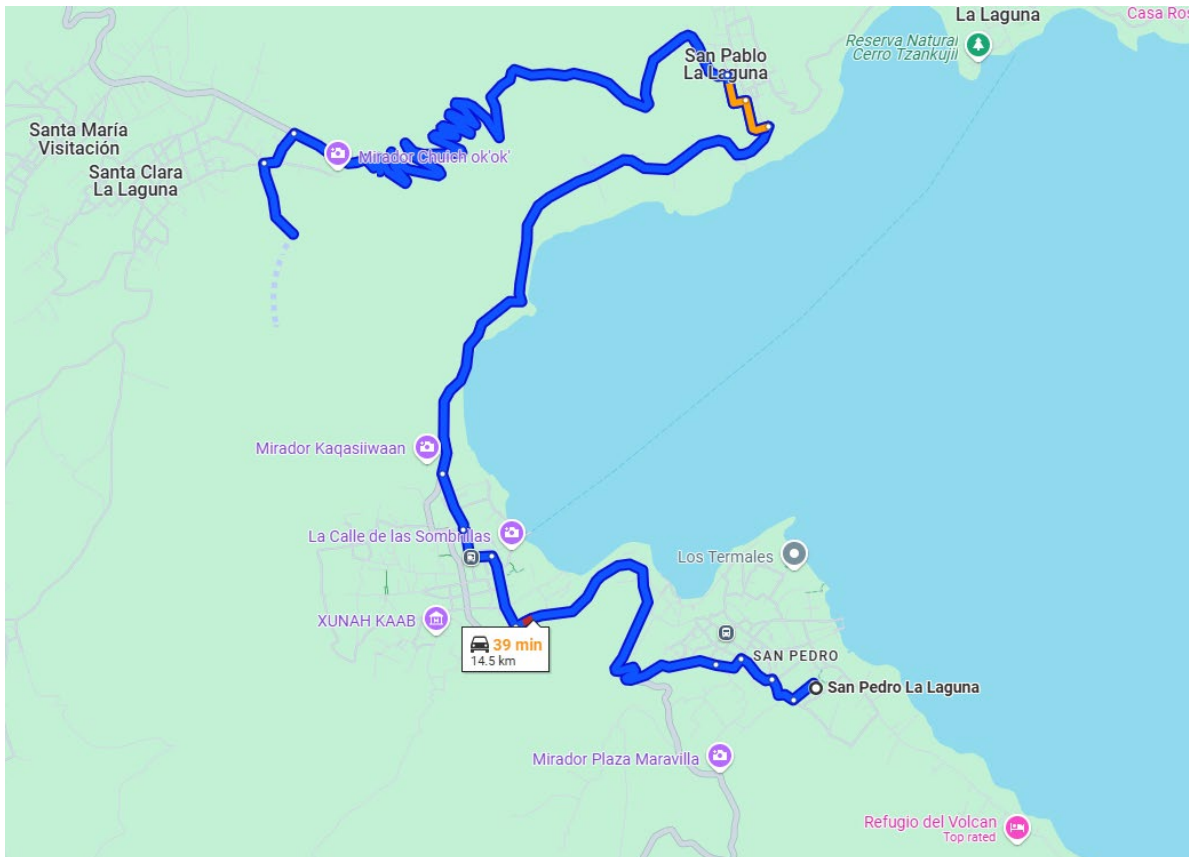 La Laguna
Casa Ros
Reserva Natural
Cerro Tzankujil
San Pablo
La Laguna
Santa María
Visitación
Mirador Chuich ok'ok'
Santa Clara
La Laguna
Mirador Kaqasiiwaan
La Calle de las Sombrillas
Los Termales
XUNAH KAAB
39 min
14.5 km
SAN PEDRO
San Pedro La Laguna
Mirador Plaza Maravilla
Refugio del Volcan
Top rated